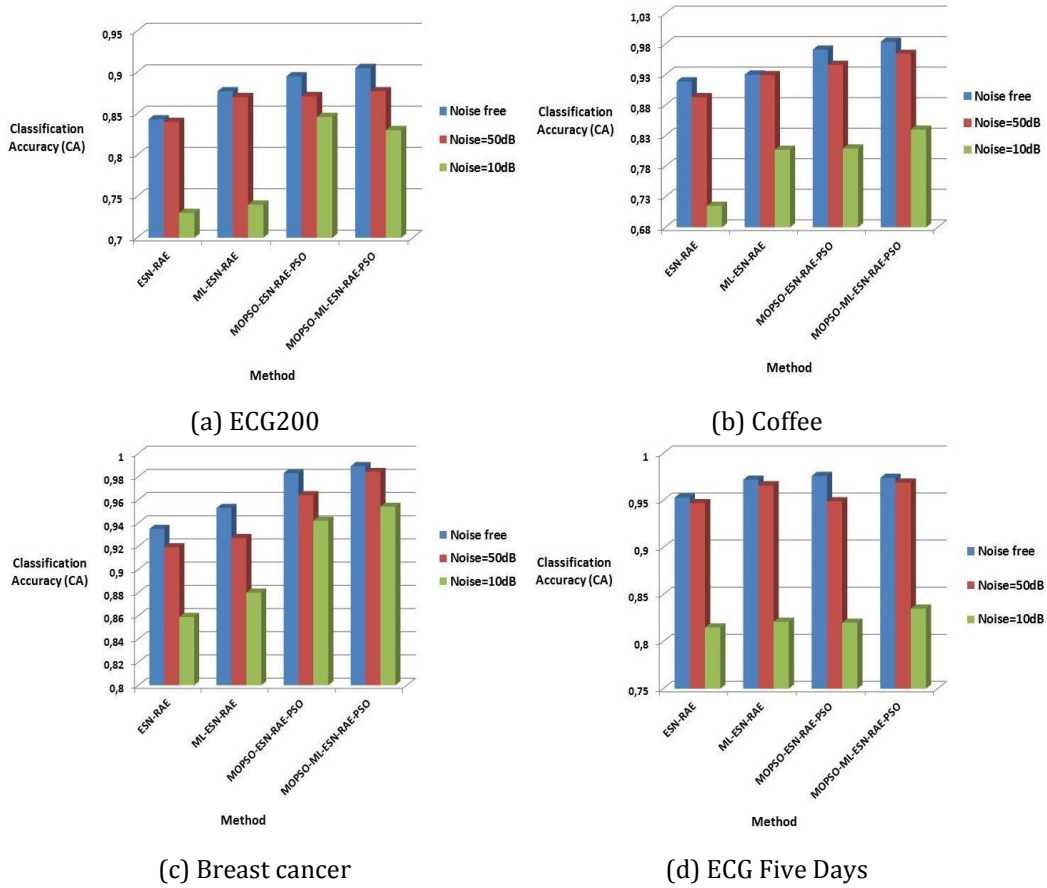 0,95
0,9
0,85
0,8
0,75
0,7
Classification
Accuracy (CA)
Noise free
Noise=50dB
Noise=10dB
ESN-RAE
ML-ESN-RAE
MOPSO-ESN-RAE-PSO
MOPSO-ML-ESN-RAE-PSO
Method
(a) ECG200
1,03
0,98
0,93
0,88
0,83
0,78
0,73
0,68
Classification
Accuracy (CA)
Noise free
Noise=50dB
Noise=10dB
ESN-RAE
ML-ESN-RAE
MOPSO-ESN-RAE-PSO
MOPSO-ML-ESN-RAE-PSO
Method
(b) Coffee
1
0,98
0,96
0,94
0,92
0,9
0,88
0,86
0,84
0,82
0,8
Classification
Accuracy (CA)
Noise free
Noise=50dB
Noise=10dB
ESN-RAE
ML-ESN-RAE
MOPSO-ESN-RAE-PSO
MOPSO-ML-ESN-RAE-PSO
Method
(c) Breast cancer
1
0,95
0,9
0,85
0,8
0,75
Classification
Accuracy (CA)
Noise free
Noise=50dB
Noise=10dB
ESN-RAE
ML-ESN-RAE
MOPSO-ESN-RAE-PSO
MOPSO-ML-ESN-RAE-PSO
Method
(d) ECG Five Days